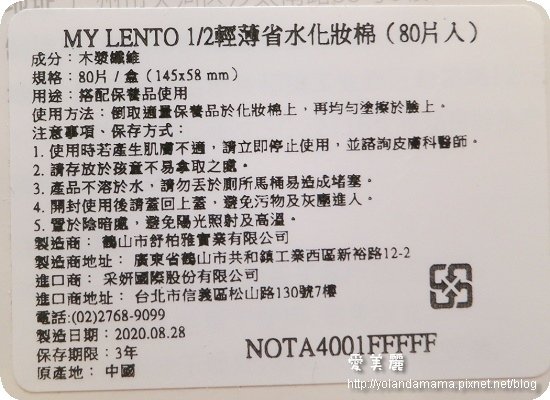 MY LENTO 1/2輕薄省水化妝棉（80片入）
成分：木漿纖維
規格：80片／盒（145x58 mm）
用途：搭配保養品使用
使用方法：倒取適量保養品於化妝棉上，再均勻塗擦於臉上。
注意事項、保存方式：
1. 使用時若產生肌膚不適，請立即停止使用，並諮詢皮膚科醫師。
2. 請存放於孩童不易拿取之處。
3. 產品不溶於水，請勿丟於廁所馬桶易造成堵塞。
4. 開封使用後請蓋回上蓋，避免污物及灰塵進入。
5. 置於陰暗處，避免陽光照射及高溫。
製造商： 鶴山市舒柏雅實業有限公司
製造商地址： 廣東省鶴山市共和鎮工業西區新裕路12-2
進口商： 采妍國際股份有限公司
進口商地址： 台北市信義區松山路130號7樓
電話:(02)2768-9099
製造日期：2020.08.28
保存期限：3年
原產地： 中國
NOTA4001FFFFF
愛美麗
http://yolandamama.pixnet.net/blog